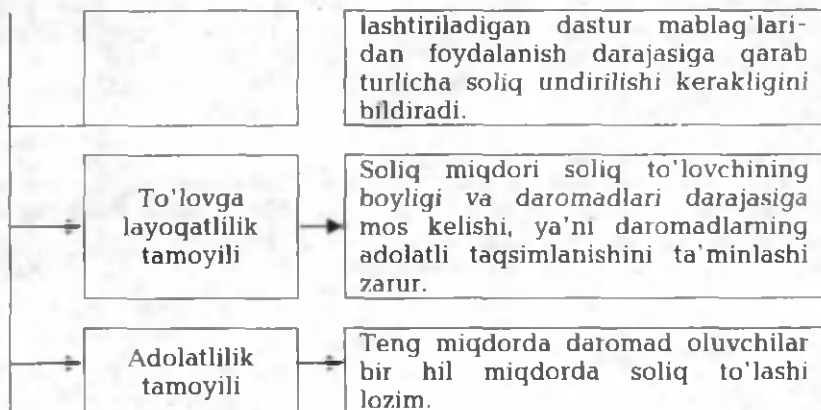 lashtiriladigan dastur mablag'lari-
dan foydalanish darajasiga qarab
turlicha soliq undirilishi kerakligini
bildiradi.
To'lovga
layoqatlilik
tamoyili
Soliq miqdori soliq to'lovchining
boyligi va daromadlari darajasiga
mos kelishi, ya'ni daromadlarning
adolatli taqsimlanishini ta'minlashi
zarur.
Adolatlilik
tamoyili
Teng miqdorda daromad oluvchilar
bir hil miqdorda soliq to'lashi
lozim.